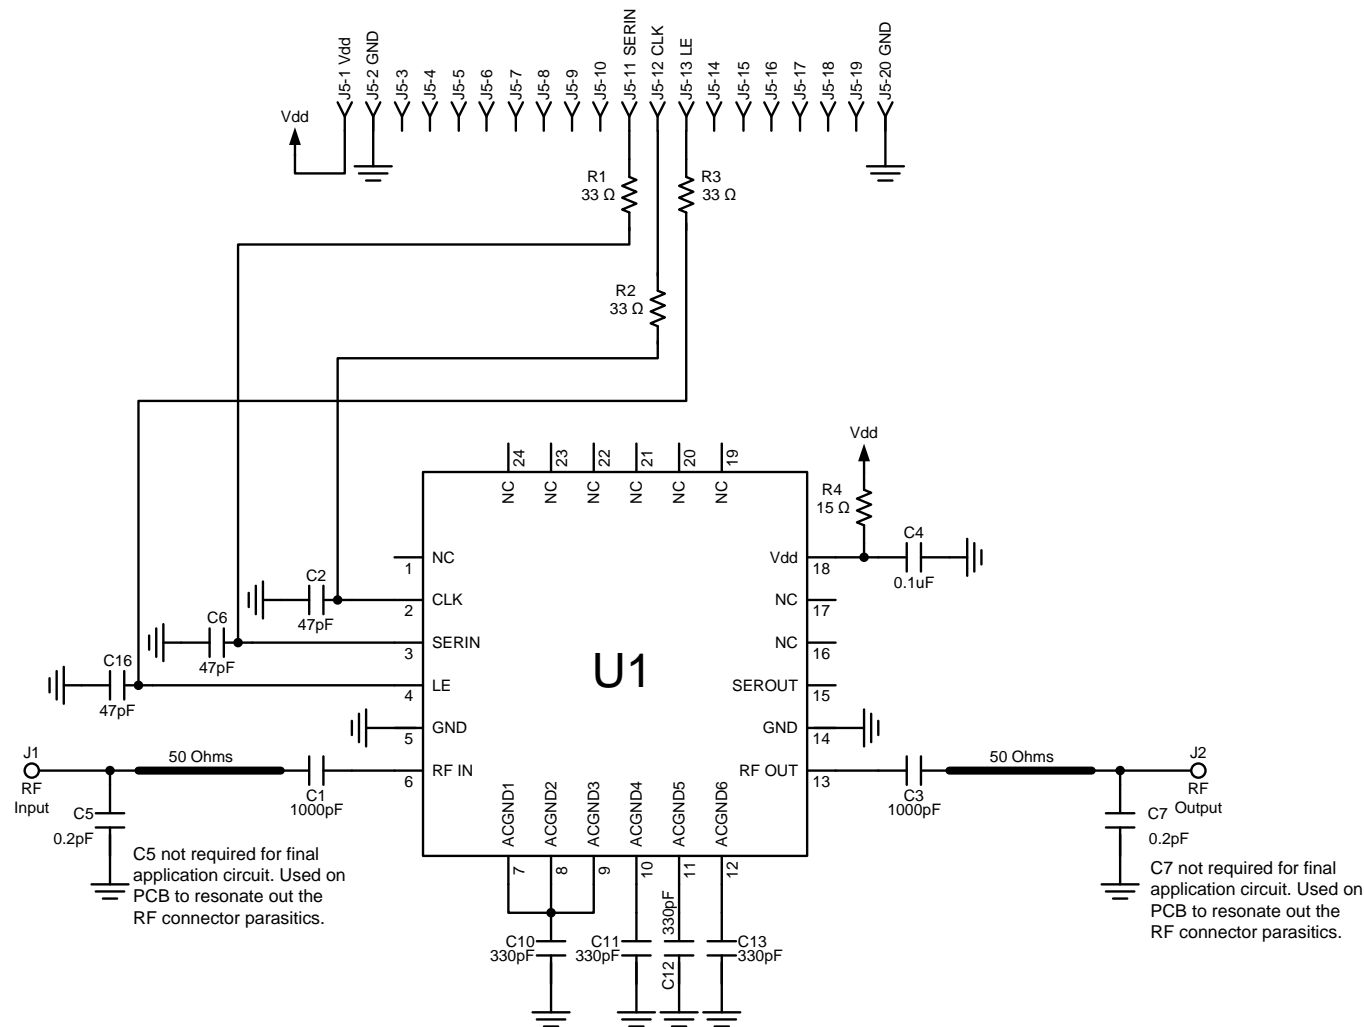 J5-1 Vdd
J5-2 GND
J5-3
J5-4
J5-5
J5-6
J5-7
J5-8
J5-9
J5-10
J5-11 SERIN
J5-12 CLK
J5-13 LE
J5-14
J5-15
J5-16
J5-17
J5-18
J5-19
J5-20 GND
Vdd
R1
33 Ω
R3
33 Ω
R2
33 Ω
Vdd
R4
15 Ω
C4
0.1uF
24
23
22
21
20
19
NC
NC
NC
NC
NC
NC
NC
1
CLK
2
SERIN
3
LE
4
GND
5
RF IN
6
Vdd
18
NC
17
NC
16
SEROUT
15
GND
14
RF OUT
13
U1
C2
47pF
C6
47pF
C16
47pF
J1
RF
Input
50 Ohms
C1
1000pF
C5
0.2pF
C5 not required for final
application circuit. Used on
PCB to resonate out the
RF connector parasitics.
ACGND1
ACGND2
ACGND3
ACGND4
ACGND5
ACGND6
7
8
9
10
11
12
C10
330pF
C11
330pF
330pF
C12
C13
330pF
C3
1000pF
50 Ohms
J2
RF
Output
C7
0.2pF
C7 not required for final
application circuit. Used on
PCB to resonate out the
RF connector parasitics.